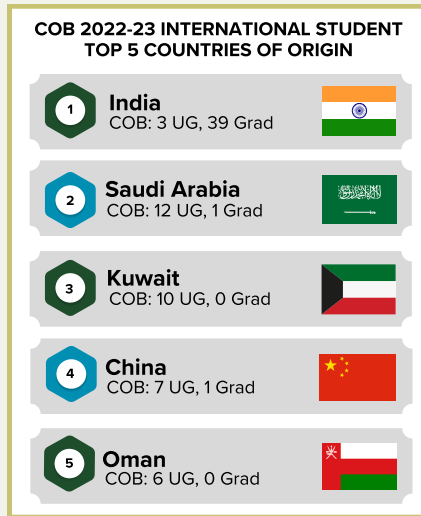 COB 2022-23 INTERNATIONAL STUDENT
TOP 5 COUNTRIES OF ORIGIN
1
India
COB: 3 UG, 39 Grad
2
Saudi Arabia
COB: 12 UG, 1 Grad
3
Kuwait
COB: 10 UG, 0 Grad
4
China
COB: 7 UG, 1 Grad
5
Oman
COB: 6 UG, 0 Grad